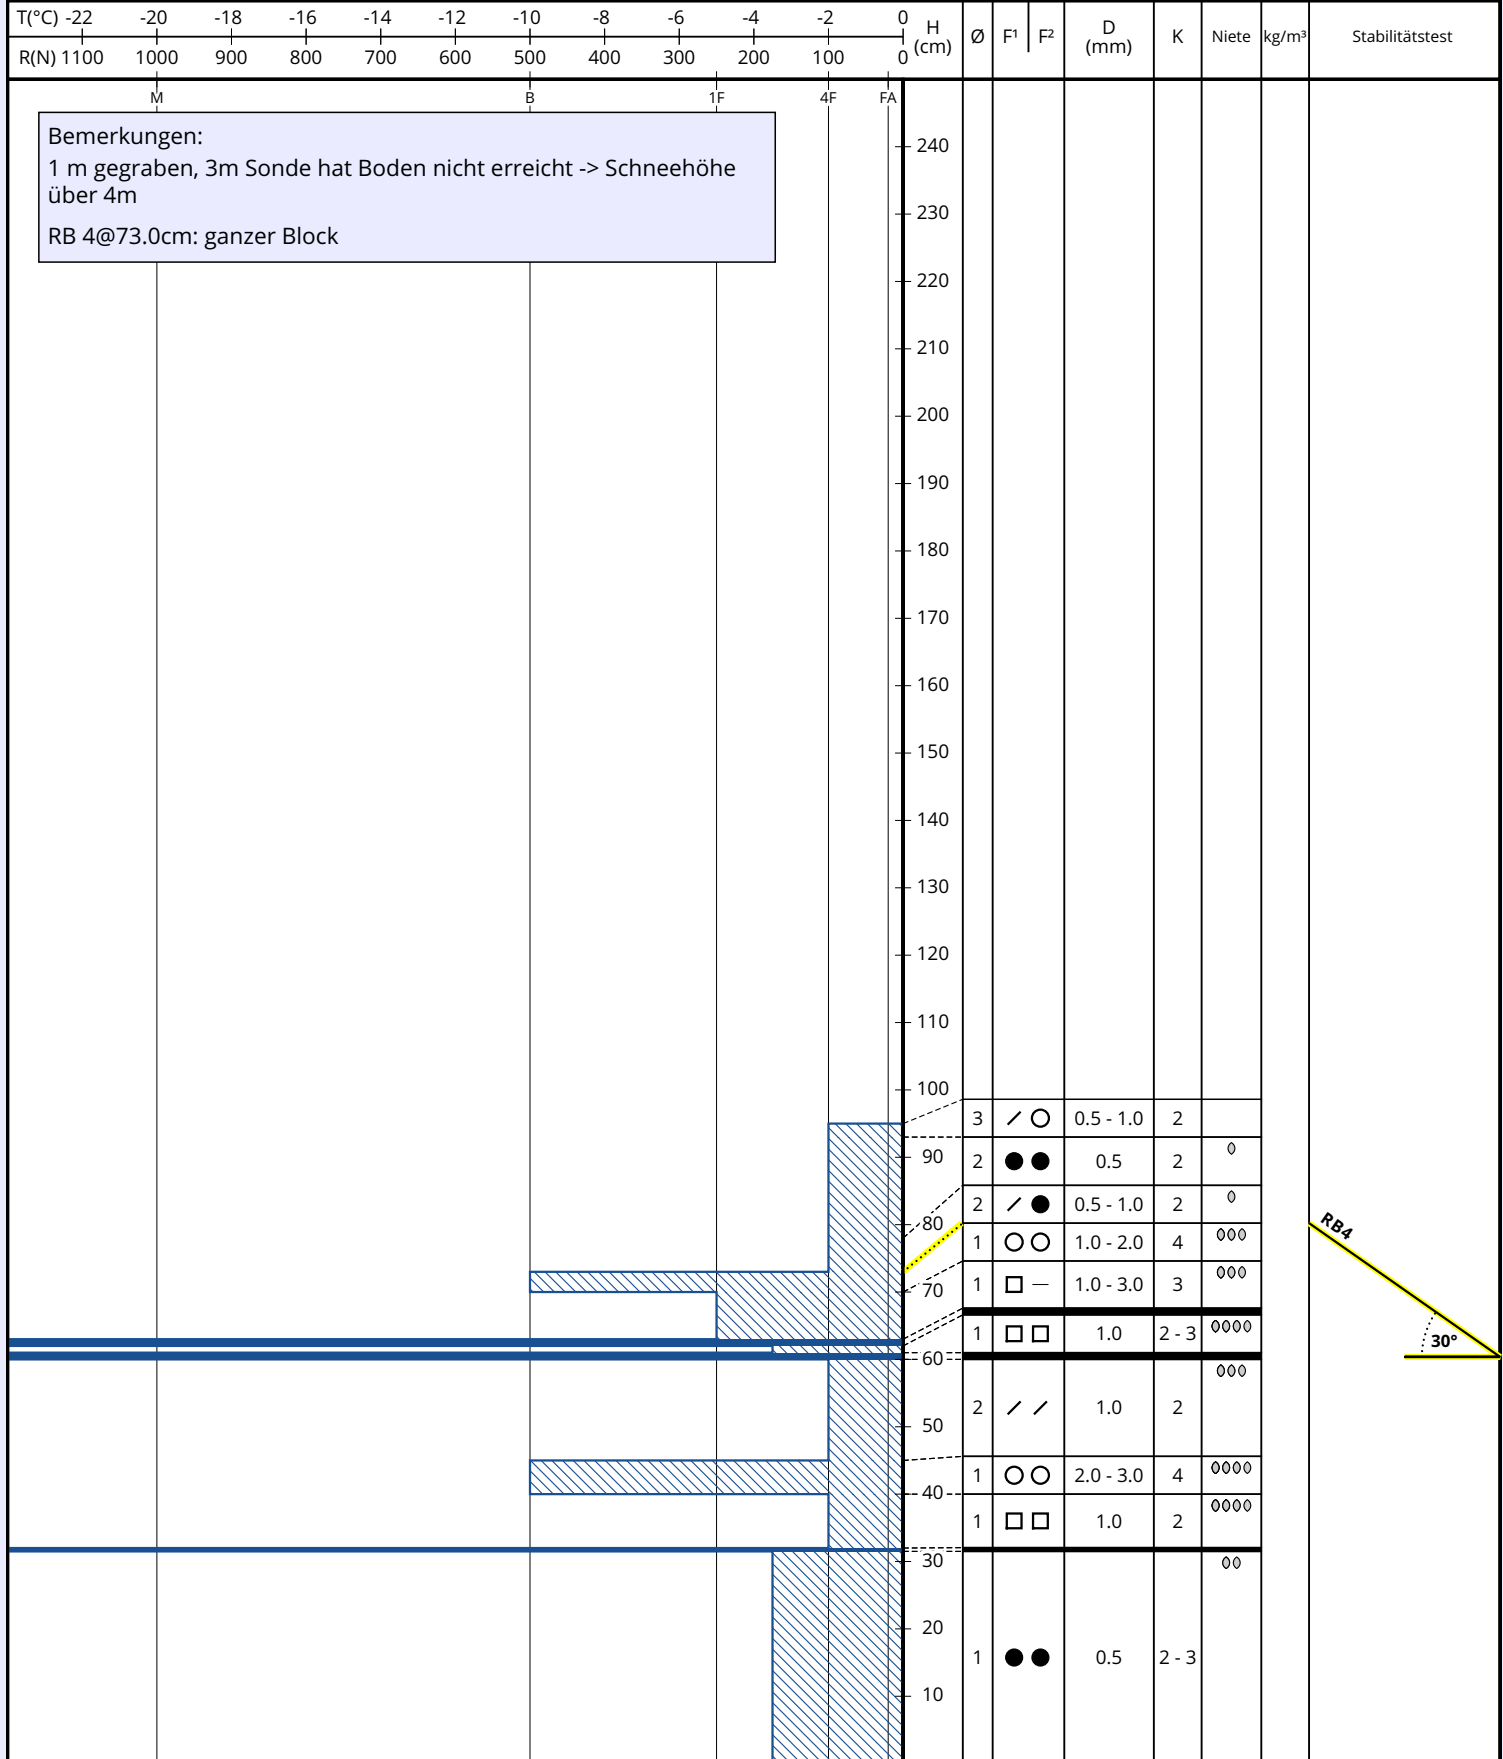 T(°C) -22 -20 -18 -16 -14 -12 -10 -8 -6 -4 -2 0
R(N) 1100 1000 900 800 700 600 500 400 300 200 100 0
H (cm) Ø F¹ F² D (mm) K Niete kg/m³ Stabilitätstest
M B 1F 4F FA
Bemerkungen:
1 m gegraben, 3m Sonde hat Boden nicht erreicht -> Schneehöhe
über 4m
RB 4@73.0cm: ganzer Block
240
230
220
210
200
190
180
170
160
150
140
130
120
110
100
3 0.5 - 1.0 2
90
2 0.5 2
2 0.5 - 1.0 2
80
RB4
1 1.0 - 2.0 4
70
1 1.0 - 3.0 3
1 1.0 2 - 3
30°
60
2 1.0 2
50
1 2.0 - 3.0 4
40
1 1.0 2
30
20
1 0.5 2 - 3
10